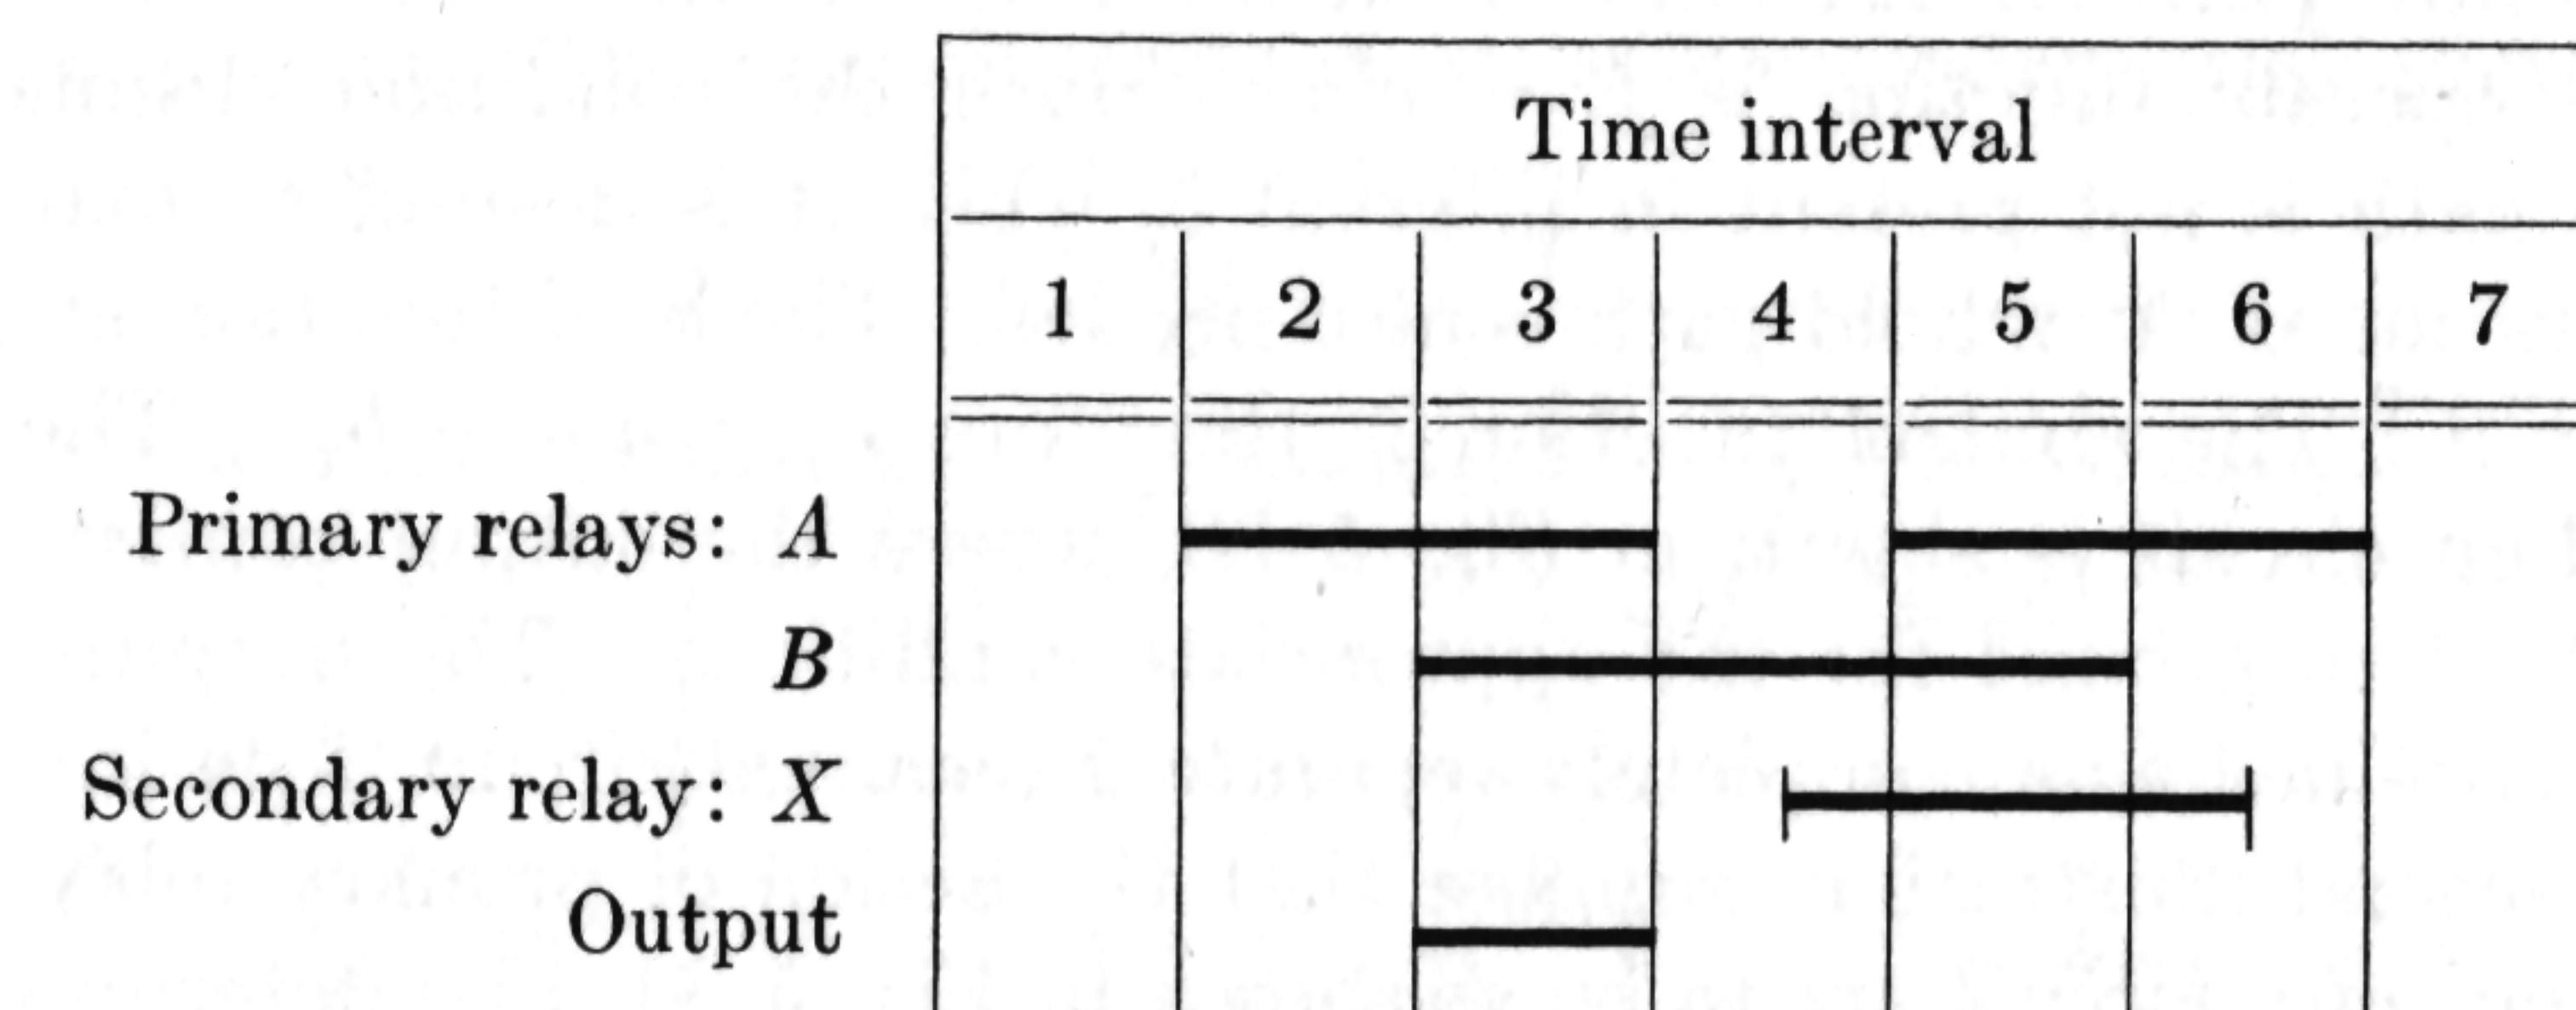 Time interval
1 2 3 4 5 6 7
Primary relays: A
B
Secondary relay: X
Output